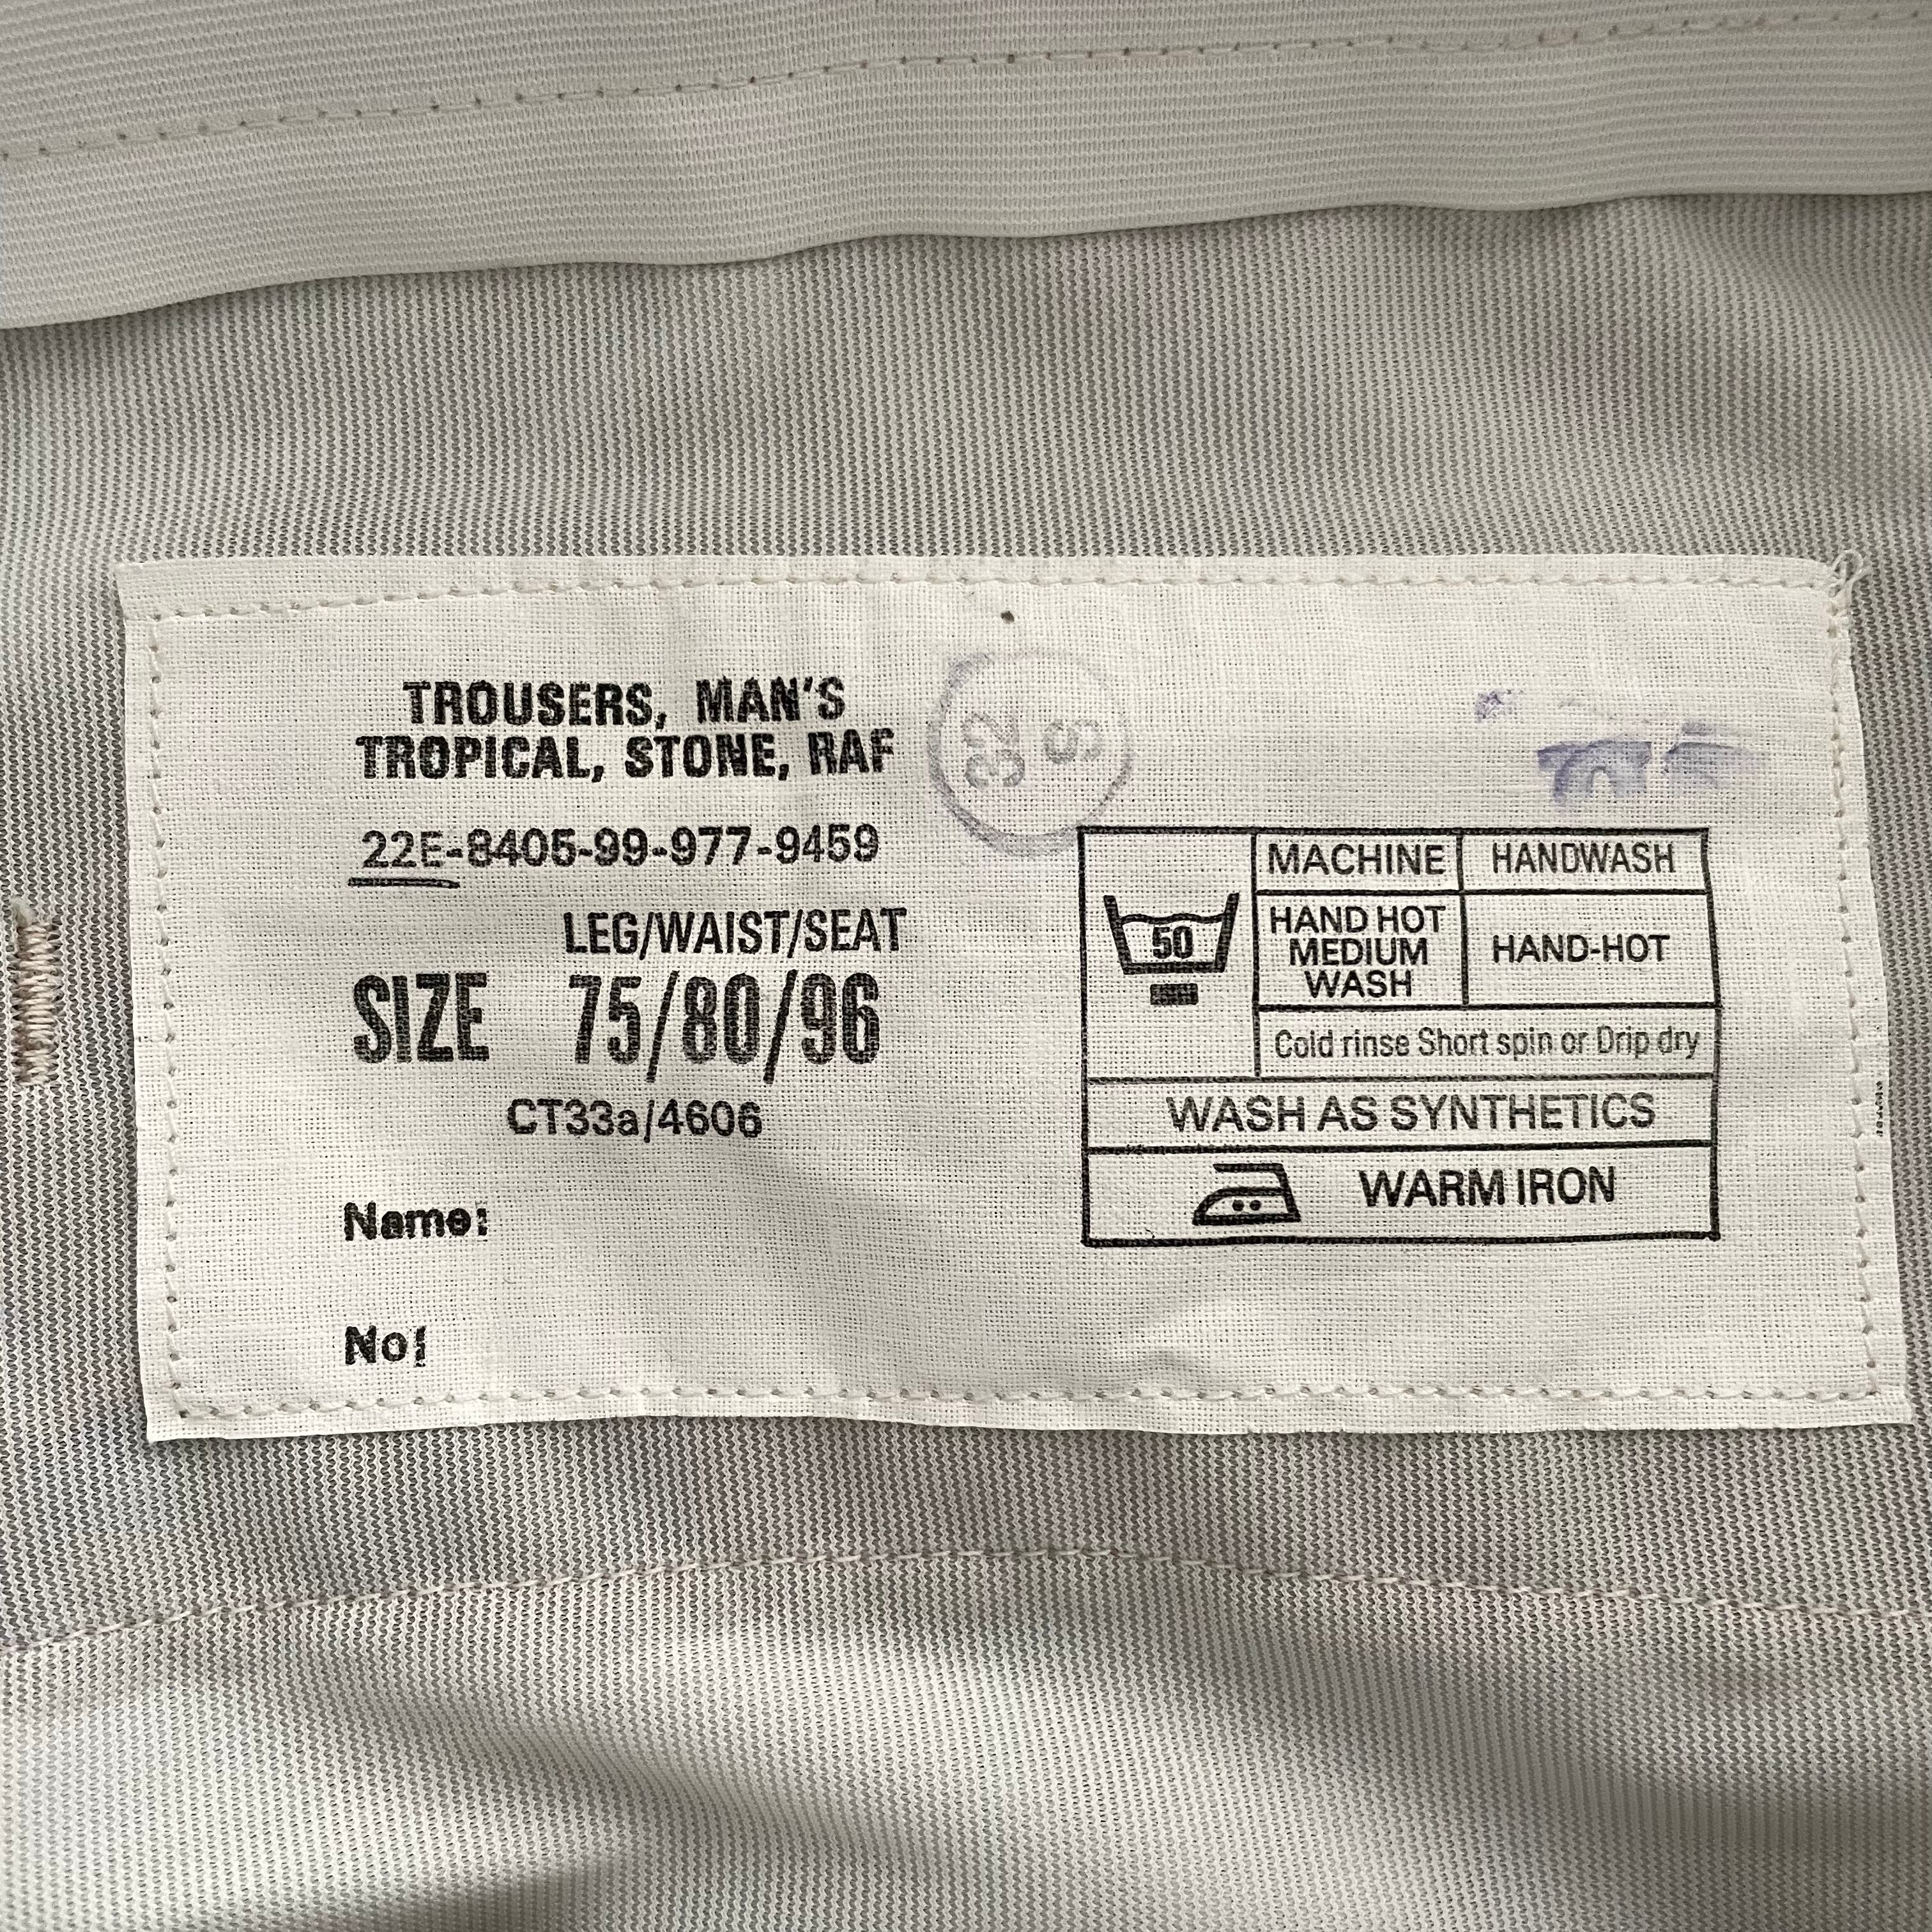 TROUSERS, MAN'S
TROPICAL, STONE, RAF
22E-8405-99-977-9459
LEG/WAIST/SEAT
SIZE 75/80/96
CT33a/4606
Name:
No:
32
S
50
MACHINE
HANDWASH
HAND HOT
MEDIUM
WASH
HAND-HOT
Cold rinse Short spin or Drip dry
WASH AS SYNTHETICS
WARM IRON